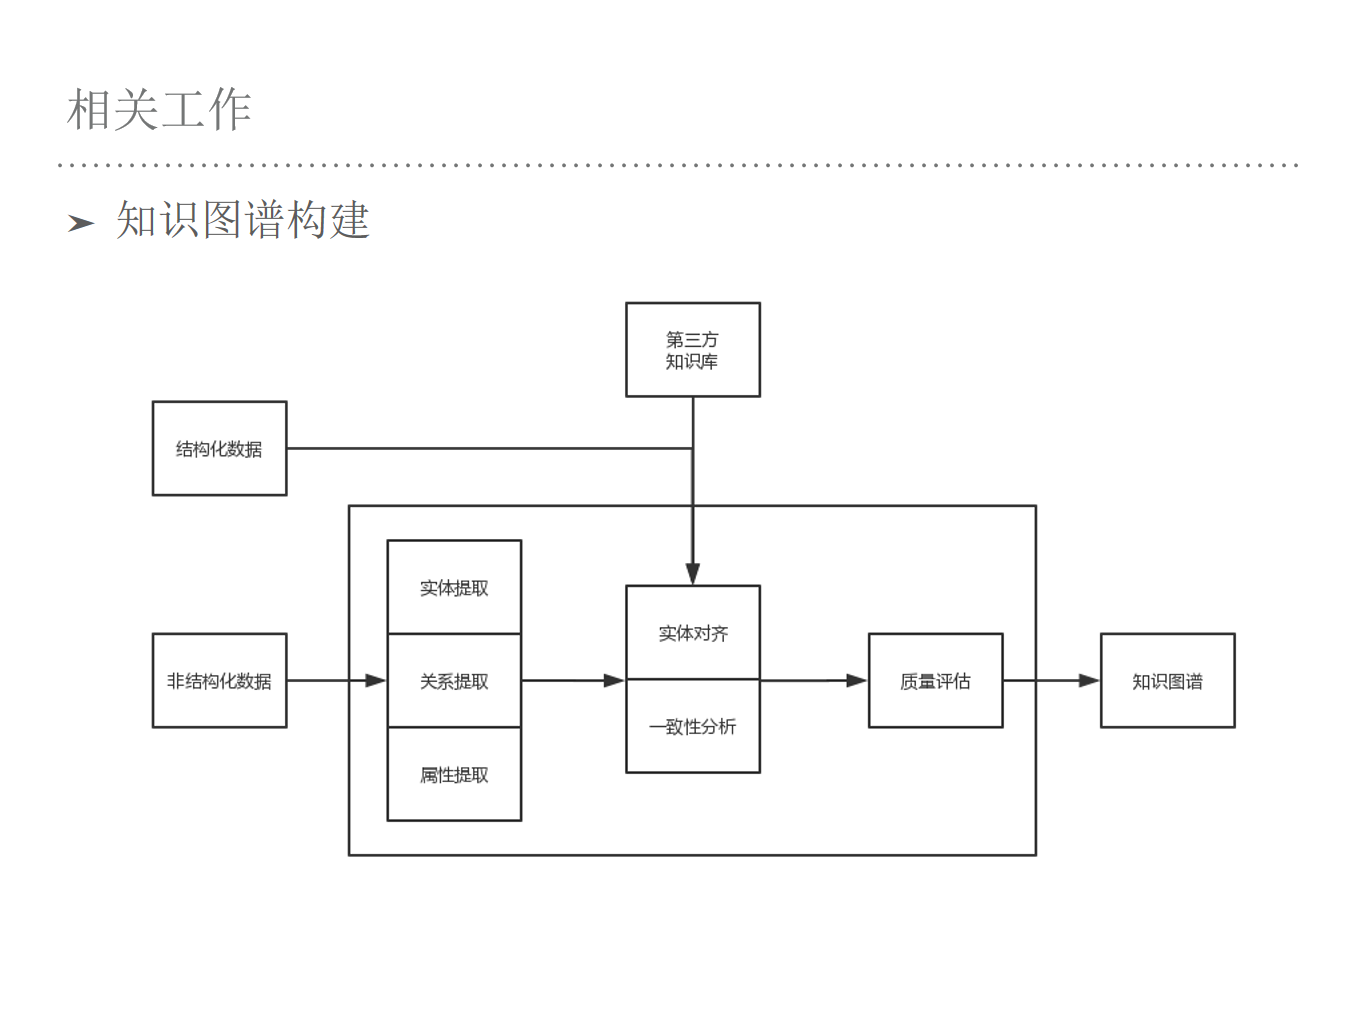 相关工作
➢ 知识图谱构建
第三方
知识库
结构化数据
实体提取
实体对齐
非结构化数据
关系提取
质量评估
知识图谱
一致性分析
属性提取